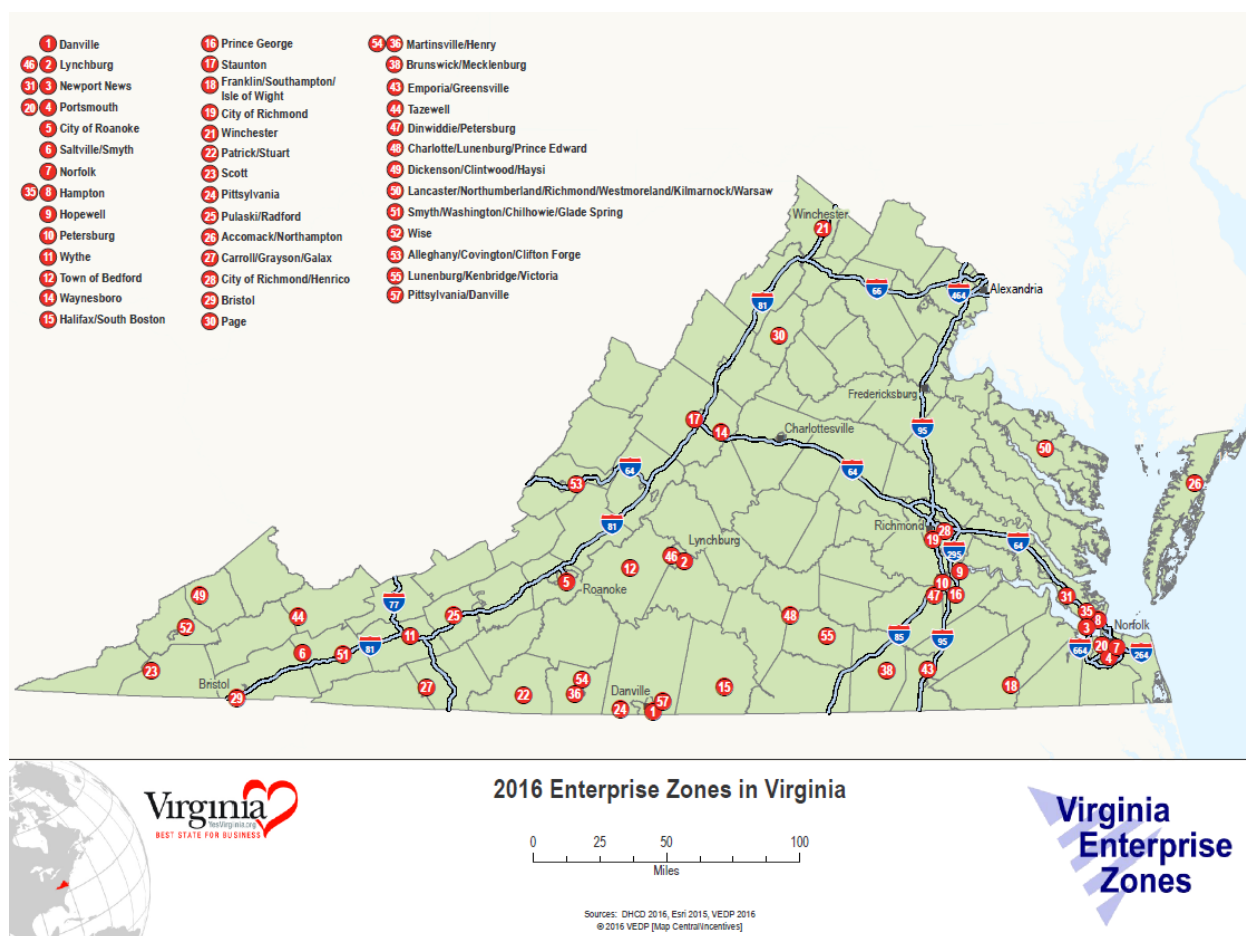 1 Danville
46 2 Lynchburg
31 3 Newport News
20 4 Portsmouth
5 City of Roanoke
6 Saltville/Smyth
7 Norfolk
35 8 Hampton
9 Hopewell
10 Petersburg
11 Wythe
12 Town of Bedford
14 Waynesboro
15 Halifax/South Boston
16 Prince George
17 Staunton
18 Franklin/Southampton/
Isle of Wight
19 City of Richmond
21 Winchester
22 Patrick/Stuart
23 Scott
24 Pittsylvania
25 Pulaski/Radford
26 Accomack/Northampton
27 Carroll/Grayson/Galax
28 City of Richmond/Henrico
29 Bristol
30 Page
54 36 Martinsville/Henry
38 Brunswick/Mecklenburg
43 Emporia/Greensville
44 Tazewell
47 Dinwiddie/Petersburg
48 Charlotte/Lunenburg/Prince Edward
49 Dickenson/Clintwood/Haysi
50 Lancaster/Northumberland/Richmond/Westmoreland/Kilmarnock/Warsaw
51 Smyth/Washington/Chilhowie/Glade Spring
52 Wise
53 Alleghany/Covington/Clifton Forge
55 Lunenburg/Kenbridge/Victoria
57 Pittsylvania/Danville
Winchester
21
66
464
Alexandria
81
30
Fredericksburg
17
14
Charlottesville
95
50
64
64
53
26
81
Richmond
28
19
295
64
Lynchburg
46
2
12
5
Roanoke
9
10
47
16
31
35
8
3
Norfolk
20
7
4
664
264
49
52
44
77
25
11
48
55
85
95
6
51
81
23
Bristol
29
27
22
54
36
Danville
24
57
1
15
38
43
18
Virginia
YesVirginia.org
BEST STATE FOR BUSINESS
2016 Enterprise Zones in Virginia
0 25 50 100
Miles
Sources: DHCD 2016, Esri 2015, VEDP 2016
© 2016 VEDP [Map Central\Incentives]
Virginia
Enterprise
Zones